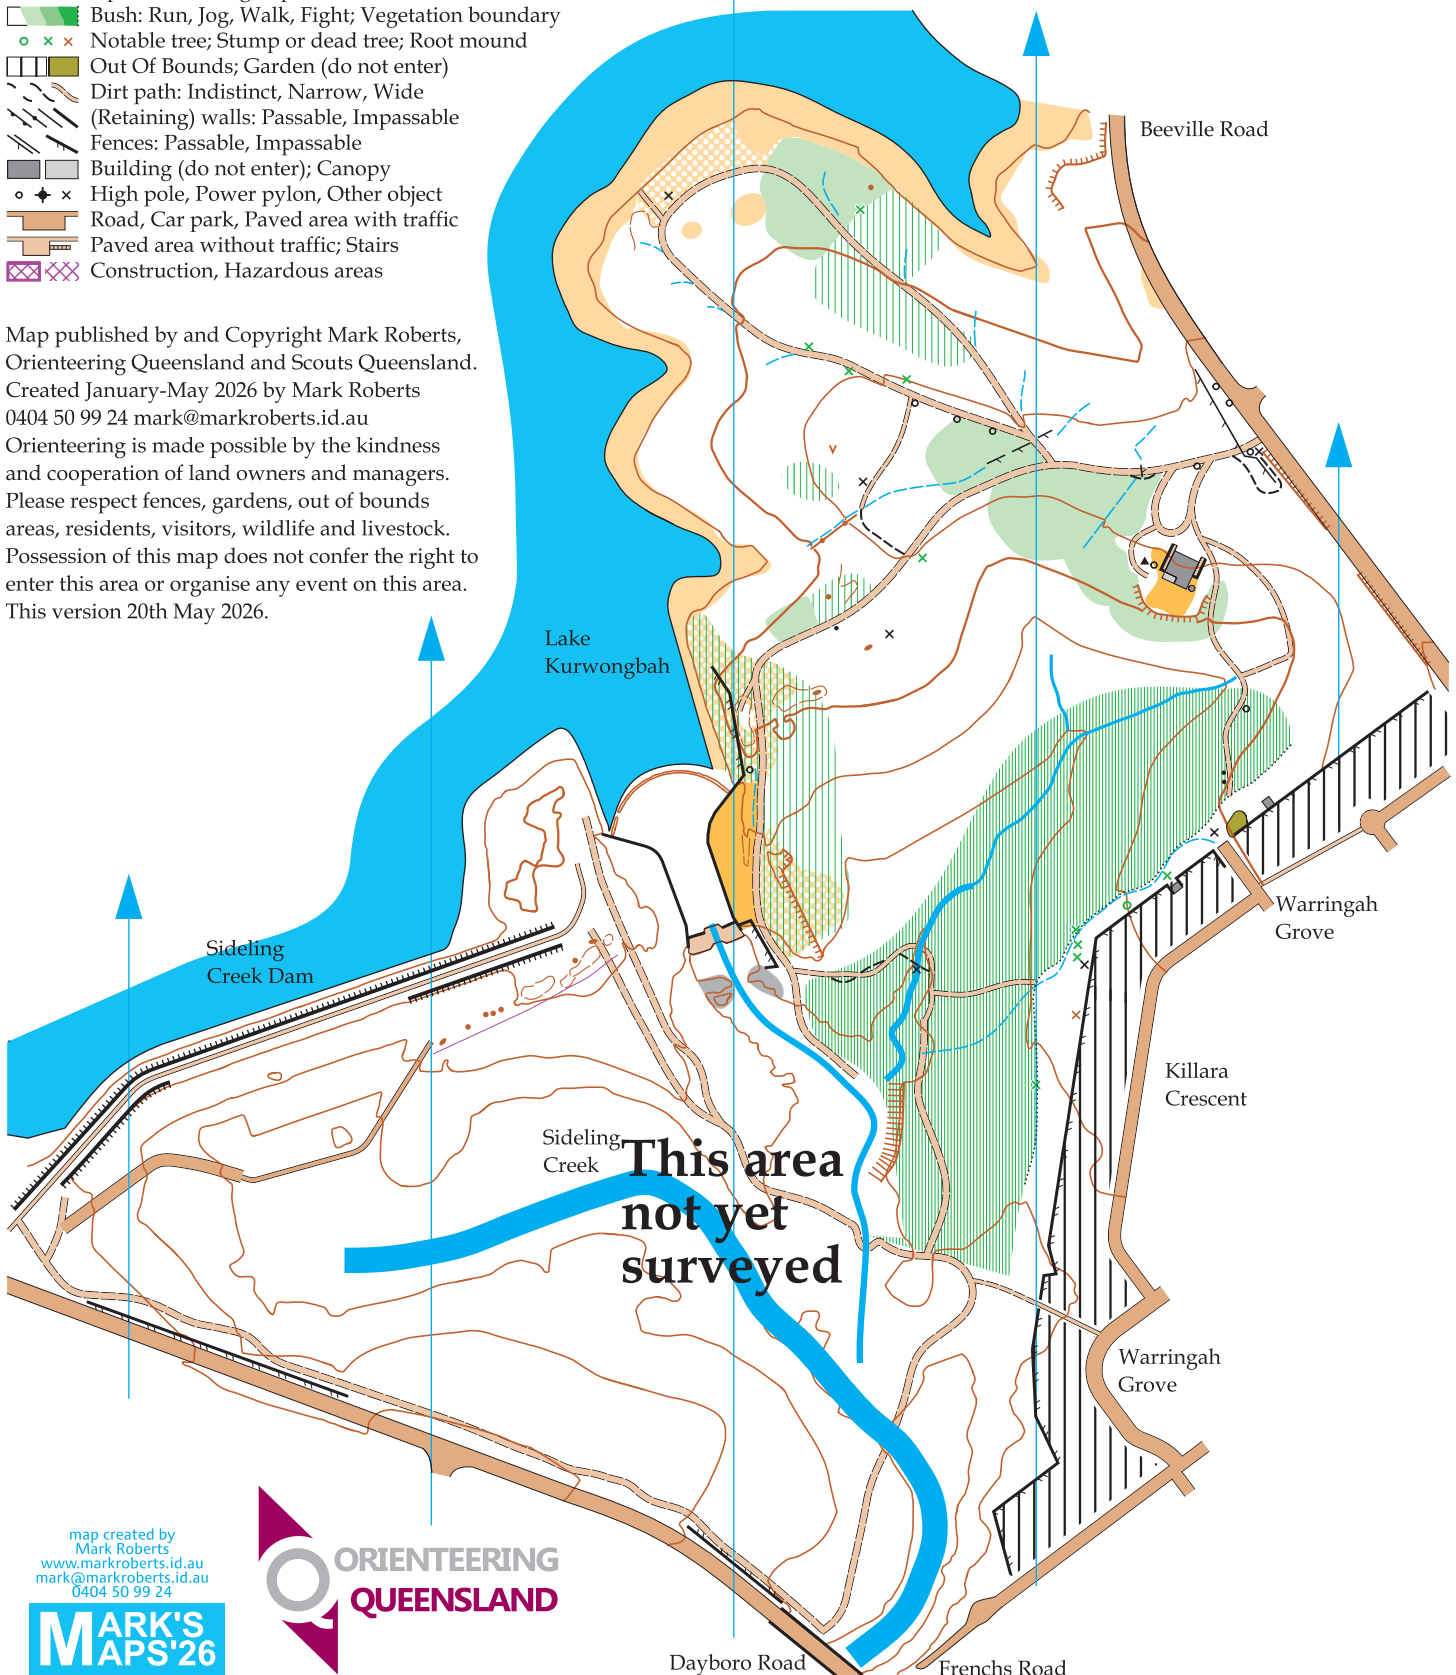 Bush: Run, Jog, Walk, Fight; Vegetation boundary
Notable tree; Stump or dead tree; Root mound
Out Of Bounds; Garden (do not enter)
Dirt path: Indistinct, Narrow, Wide
(Retaining) walls: Passable, Impassable
Fences: Passable, Impassable
Building (do not enter); Canopy
High pole, Power pylon, Other object
Road, Car park, Paved area with traffic
Paved area without traffic; Stairs
Construction, Hazardous areas
Map published by and Copyright Mark Roberts,
Orienteering Queensland and Scouts Queensland.
Created January-May 2026 by Mark Roberts
0404 50 99 24 mark@markroberts.id.au
Orienteering is made possible by the kindness
and cooperation of land owners and managers.
Please respect fences, gardens, out of bounds
areas, residents, visitors, wildlife and livestock.
Possession of this map does not confer the right to
enter this area or organise any event on this area.
This version 20th May 2026.
Beeville Road
Lake
Kurwongbah
Sideling
Creek Dam
Warringah
Grove
Killara
Crescent
Sideling
Creek
This area
not yet
surveyed
Warringah
Grove
map created by
Mark Roberts
www.markroberts.id.au
mark@markroberts.id.au
0404 50 99 24
MARK'S
MAPS'26
ORIENTEERING
QUEENSLAND
Dayboro Road
Frenchs Road